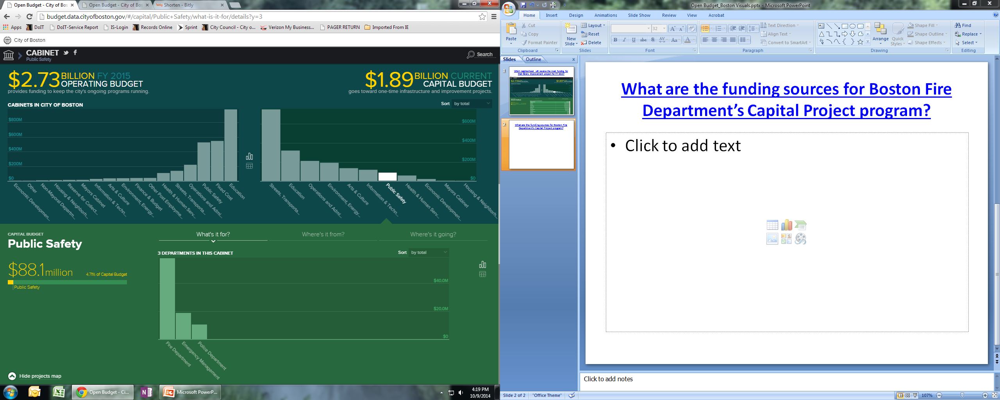 Open Budget - City of Bos
Open Budget - City of Bos
bitly Shorten - Bitly
budget.data.cityofboston.gov/#/capital/Public+Safety/what-is-it-for/details?y=3
Apps DoIT DoIT-Service Report IS-Login Records Online Sprint City Council - City o... Verizon My Business... PAGER RETURN Imported From IE
City of Boston
CABINET
Public Safety
Search
$2.73 BILLION FY 2015
OPERATING BUDGET
provides funding to keep the city's ongoing programs running.
$1.89 BILLION CURRENT
CAPITAL BUDGET
goes toward one-time infrastructure and improvement projects.
CABINETS IN CITY OF BOSTON
Sort by total
$800M
$600M
$400M
$200M
$0
Economic Developmen...
Other
Non-Mayoral Departm...
Housing & Neighborh...
Reserve for Collect...
Mayors Cabinet
Information & Techn...
Arts & Culture
Environment, Energy...
Finance & Budget
Other Post Employme...
Health & Human Serv...
Streets, Transporta...
Operations and Admi...
Public Safety
Fixed Cost
Education
$600M
$400M
$200M
$0
Streets, Transporta...
Education
Operations and Admi...
Environment, Energy...
Arts & Culture
Information & Techn...
Public Safety
Health & Human Serv...
Economic Developmen...
Mayors Cabinet
Housing & Neighborh...
CAPITAL BUDGET
Public Safety
$88.1 million
4.71% of Capital Budget
Public Safety
What's it for?
Where's it from?
Where's it going?
3 DEPARTMENTS IN THIS CABINET
Sort by total
$40.0M
$20.0M
$0
Fire Department
Emergency Management
Police Department
Hide projects map
Open Budget - Ci...
Microsoft PowerP...
4:19 PM
10/9/2014
Open Budget_Boston Visuals.pptx - Microsoft PowerPoint
Home Insert Design Animations Slide Show Review View Acrobat
Paste
Cut
Copy
Format Painter
Clipboard
New Slide
Layout
Reset
Delete
Slides
32
B I U abc S AV Aa A
Font
Text Direction
Align Text
Convert to SmartArt
Paragraph
Arrange
Quick Styles
Shape Fill
Shape Outline
Shape Effects
Drawing
Find
Replace
Select
Editing
Slides Outline
1
Which neighborhood will receive the most funding for
their library improvement project for FY 2015?
2
What are the funding sources for Boston Fire
Department's Capital Project program?
What are the funding sources for Boston Fire
Department’s Capital Project program?
• Click to add text
Click to add notes
Slide 2 of 2
"Office Theme"
107%